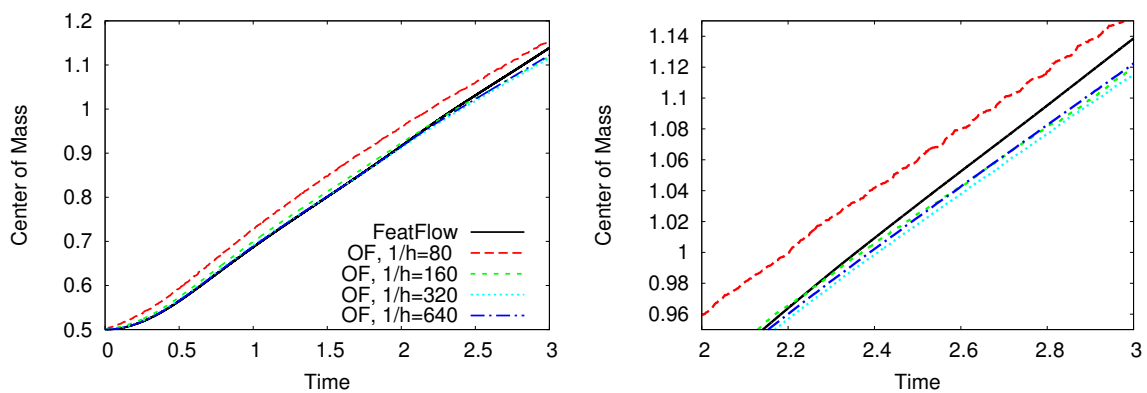 1.2
1.1
1
0.9
0.8
0.7
0.6
0.5
Center of Mass
FeatFlow
OF, 1/h=80
OF, 1/h=160
OF, 1/h=320
OF, 1/h=640
0 0.5 1 1.5 2 2.5 3
Time
1.14
1.12
1.1
1.08
1.06
1.04
1.02
1
0.98
0.96
Center of Mass
2 2.2 2.4 2.6 2.8 3
Time